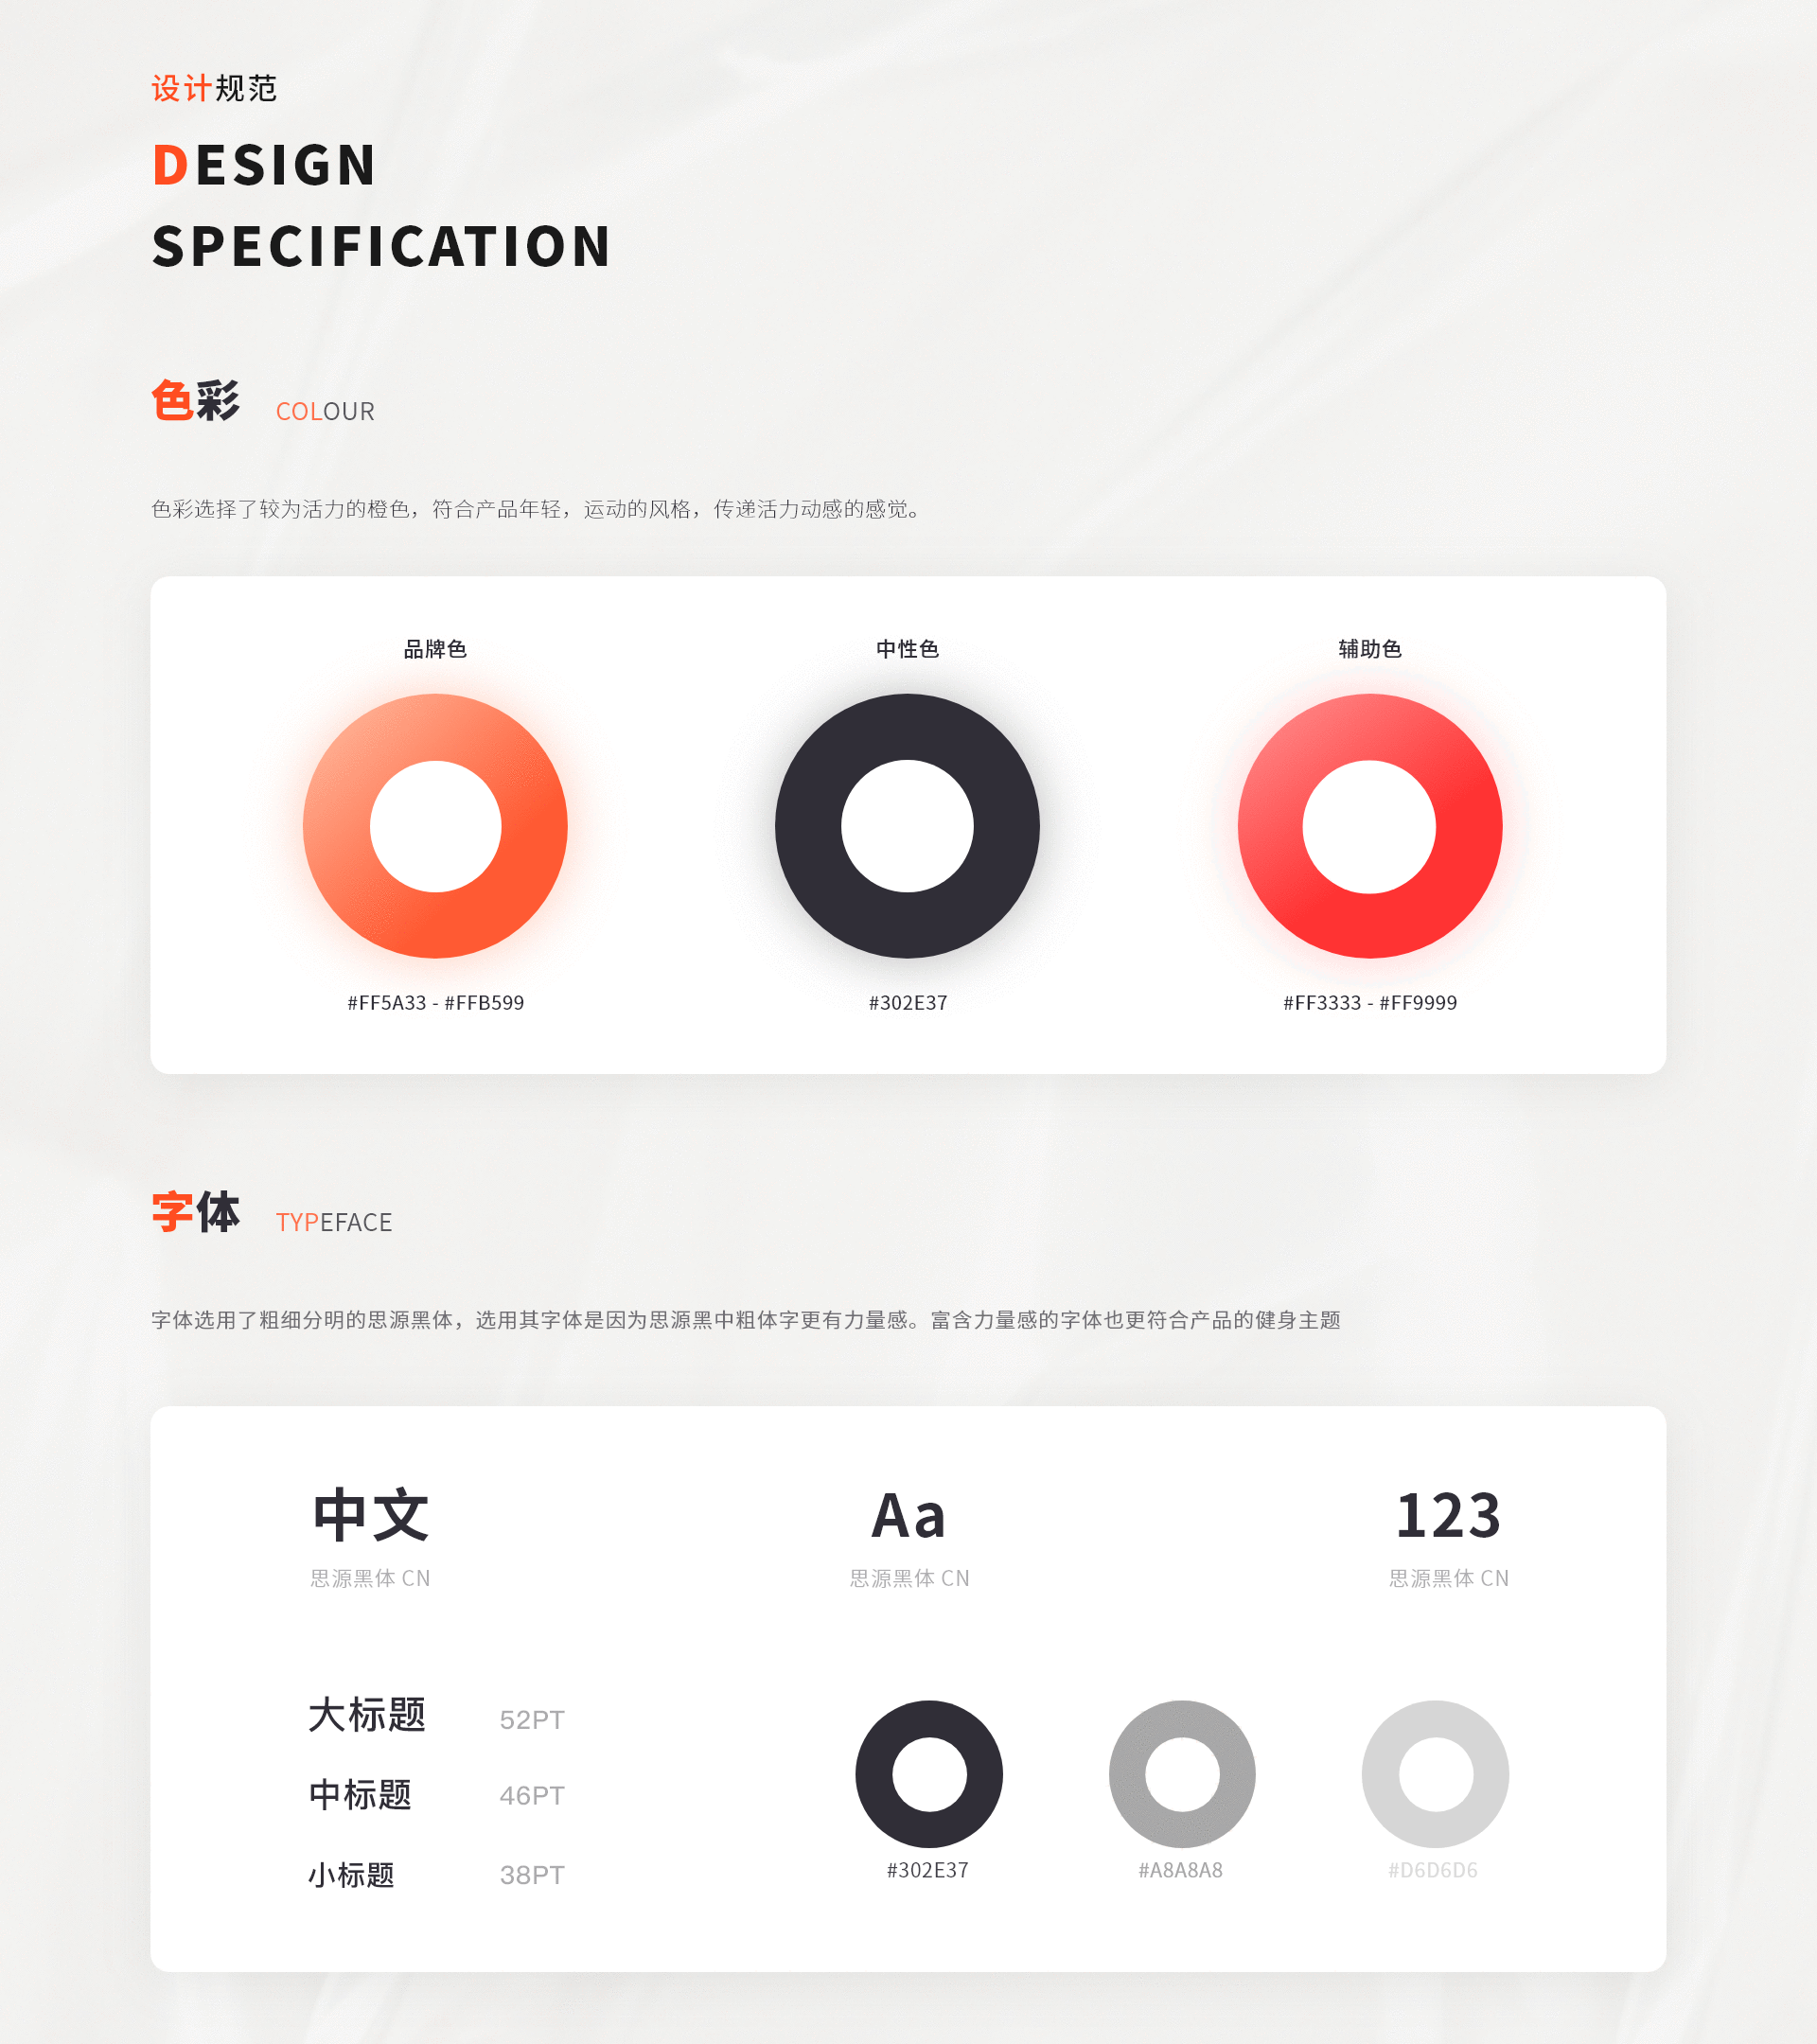 设计规范
DESIGN
SPECIFICATION
色彩 COLOUR
色彩选择了较为活力的橙色，符合产品年轻，运动的风格，传递活力动感的感觉。
品牌色 中性色 辅助色
#FF5A33 - #FFB599 #302E37 #FF3333 - #FF9999
字体 TYPEFACE
字体选用了粗细分明的思源黑体，选用其字体是因为思源黑中粗体字更有力量感。富含力量感的字体也更符合产品的健身主题
中文 Aa 123
思源黑体 CN 思源黑体 CN 思源黑体 CN
大标题 52PT
中标题 46PT
小标题 38PT
#302E37 #A8A8A8 #D6D6D6